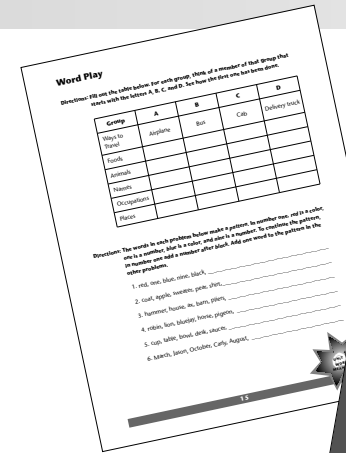 Word Play
Directions: Fill out the table below. For each group, think of a member of that group that
starts with the letters A, B, C, and D. See how the first one has been done.
Group A B C D
Ways to Travel Airplane Bus Cab Delivery truck
Foods
Animals
Names
Occupations
Places
Directions: The words in each problem below make a pattern. In number one, red is a color,
one is a number, blue is a color, and nine is a number. To continue the pattern,
in number one add a number after black. Add one word to the pattern in the
other problems.
1. red, one, blue, nine, black,
2. coat, apple, sweater, pear, shirt,
3. hammer, house, ax, barn, pliers,
4. robin, lion, bluejay, horse, pigeon,
5. cup, table, bowl, desk, saucer,
6. March, Jason, October, Carly, August,
15